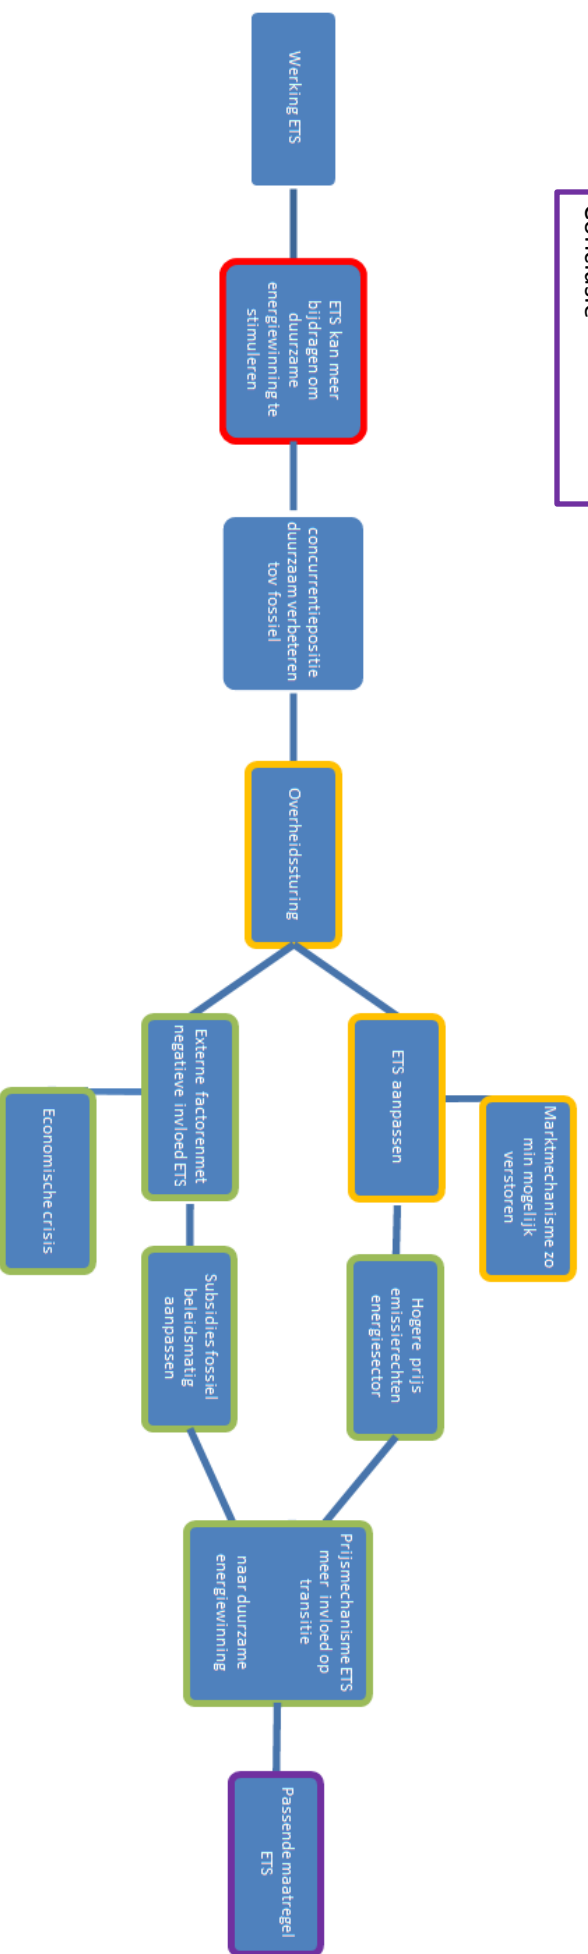 Werking ETS
ETS kan meer
bijdragen om
duurzame
energiewinning te
stimuleren
concurrentiepositie
duurzaam verbeteren
tov fossiel
Overheidssturing
ETS aanpassen
Marktmechanisme zo
min mogelijk
verstoren
Externe factorenmet
negatieve invloed ETS
Economische crisis
Hogere prijs
emissierechten
energiesector
Subsidies fossiel
beleidsmatig
aanpassen
Prijsmechanisme ETS
meer invloed op
transitie
naar duurzame
energiewinning
Passende maatregel
ETS